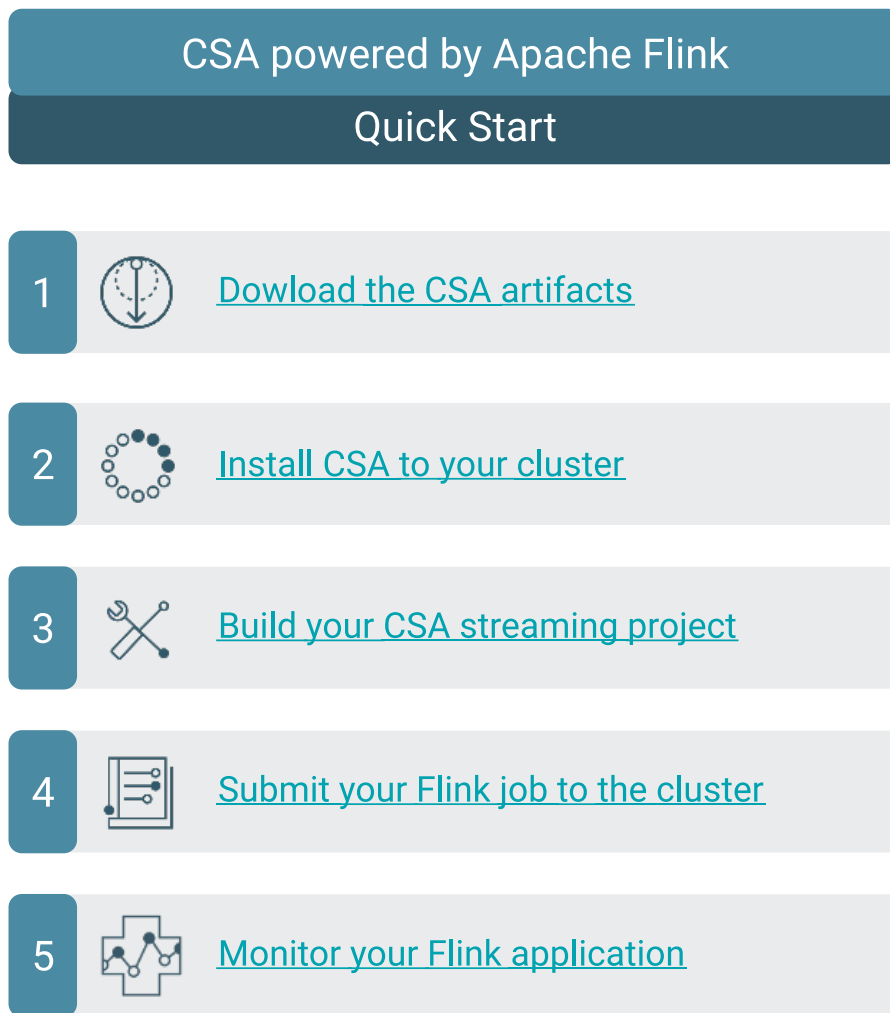 CSA powered by Apache Flink
Quick Start
1 Dowload the CSA artifacts
2 Install CSA to your cluster
3 Build your CSA streaming project
4 Submit your Flink job to the cluster
5 Monitor your Flink application